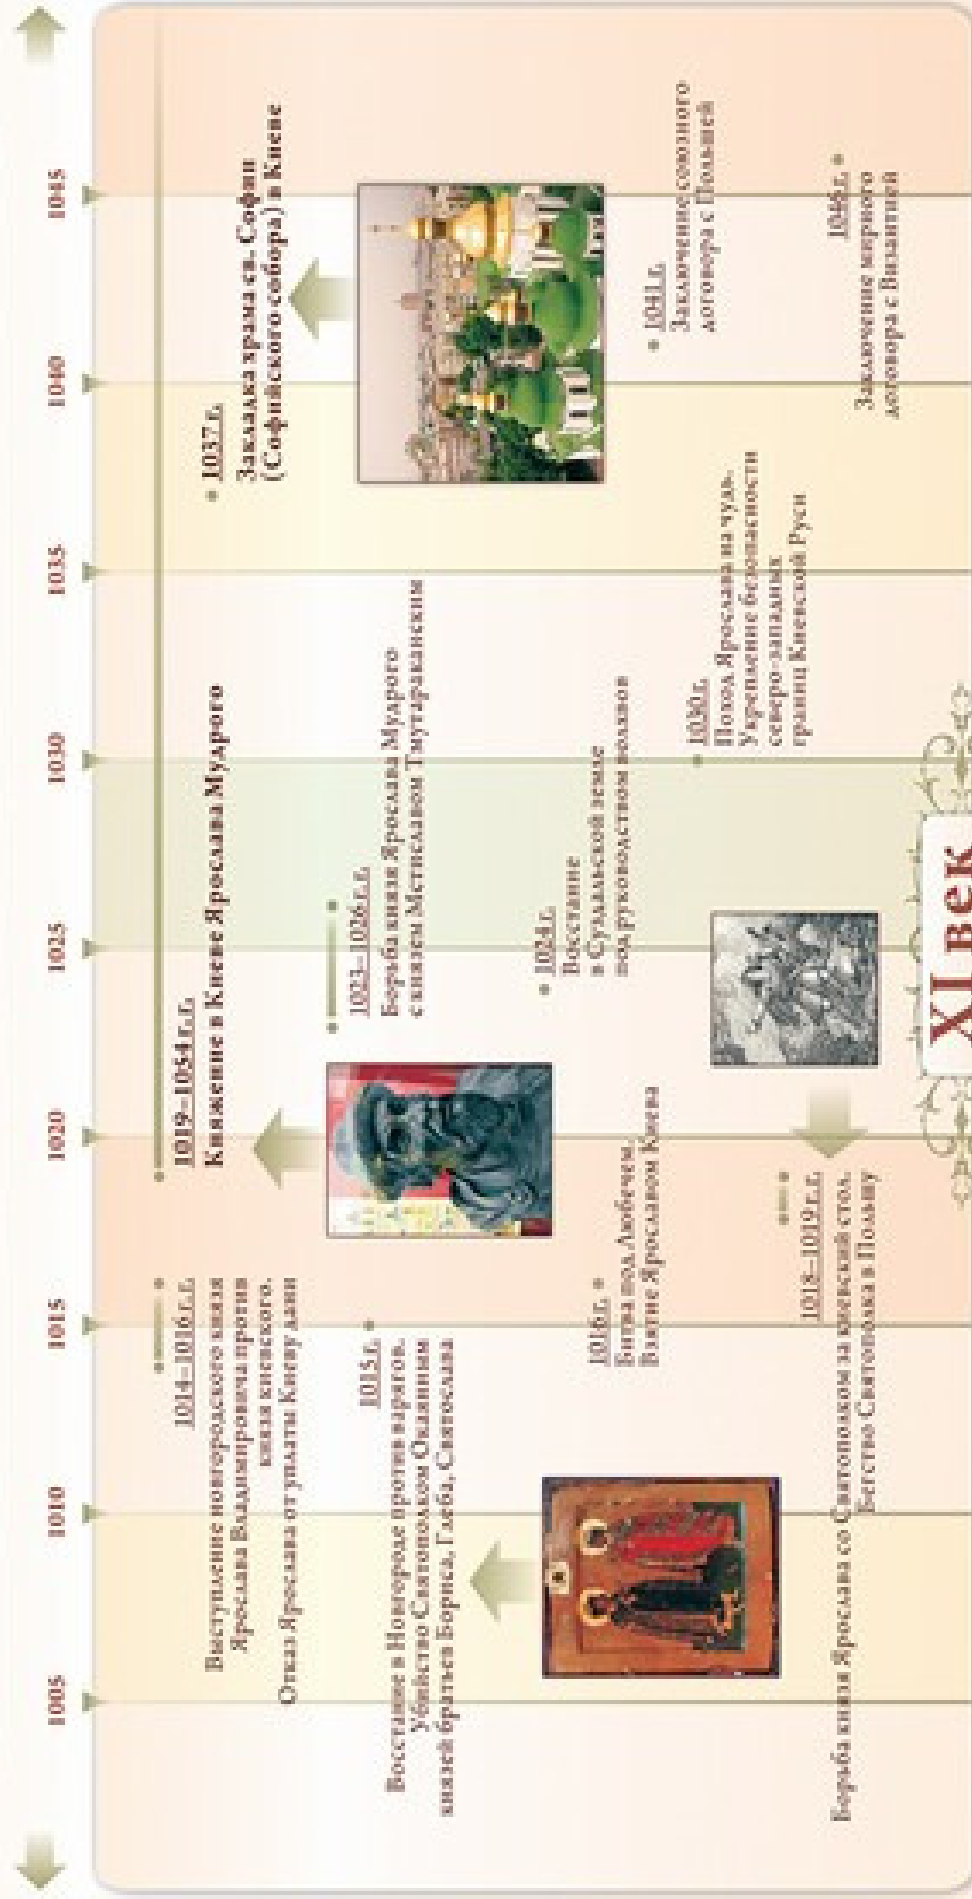 1005
1010
1015
1020
1025
1030
1035
1040
1045
1014–1016 г. г.
Выступление новгородского князя
Ярослава Владимировича против
князя киевского.
Отказ Ярослава от уплаты Киеву дани
1019–1054 г. г.
Княжение в Киеве Ярослава Мудрого
1037 г.
Закладка храма св. Софии
(Софийского собора) в Киеве
1015 г.
Восстание в Новгороде против варягов.
Убийство Святополком Окаянным
князей братьев Бориса, Глеба, Святослава
1023–1026 г. г.
Борьба князя Ярослава Мудрого
с князем Мстиславом Тмутараканским
1016 г.
Битва под Любечем.
Взятие Ярославом Киева
1024 г.
Восстание
в Суздальской земле
под руководством волхвов
1041 г.
Заключение союзного
договора с Польшей
1030 г.
Поход Ярослава на чудь.
Укрепление безопасности
северо-западных
границ Киевской Руси
1018–1019 г. г.
Борьба князя Ярослава со Святополком за киевский стол.
Бегство Святополка в Польшу
1046 г.
Заключение мирного
договора с Византией
XI век